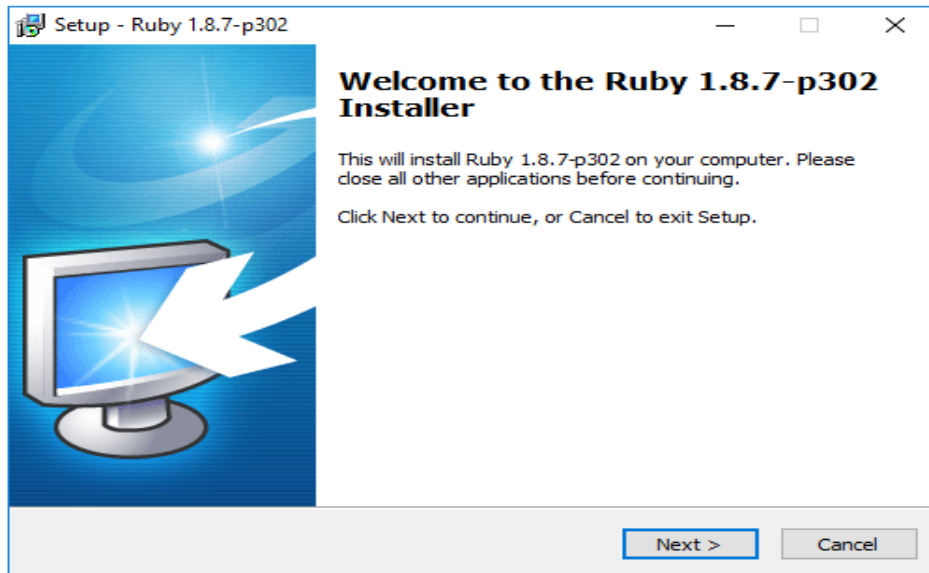 Setup - Ruby 1.8.7-p302
Welcome to the Ruby 1.8.7-p302
Installer
This will install Ruby 1.8.7-p302 on your computer. Please
close all other applications before continuing.
Click Next to continue, or Cancel to exit Setup.
Next >
Cancel